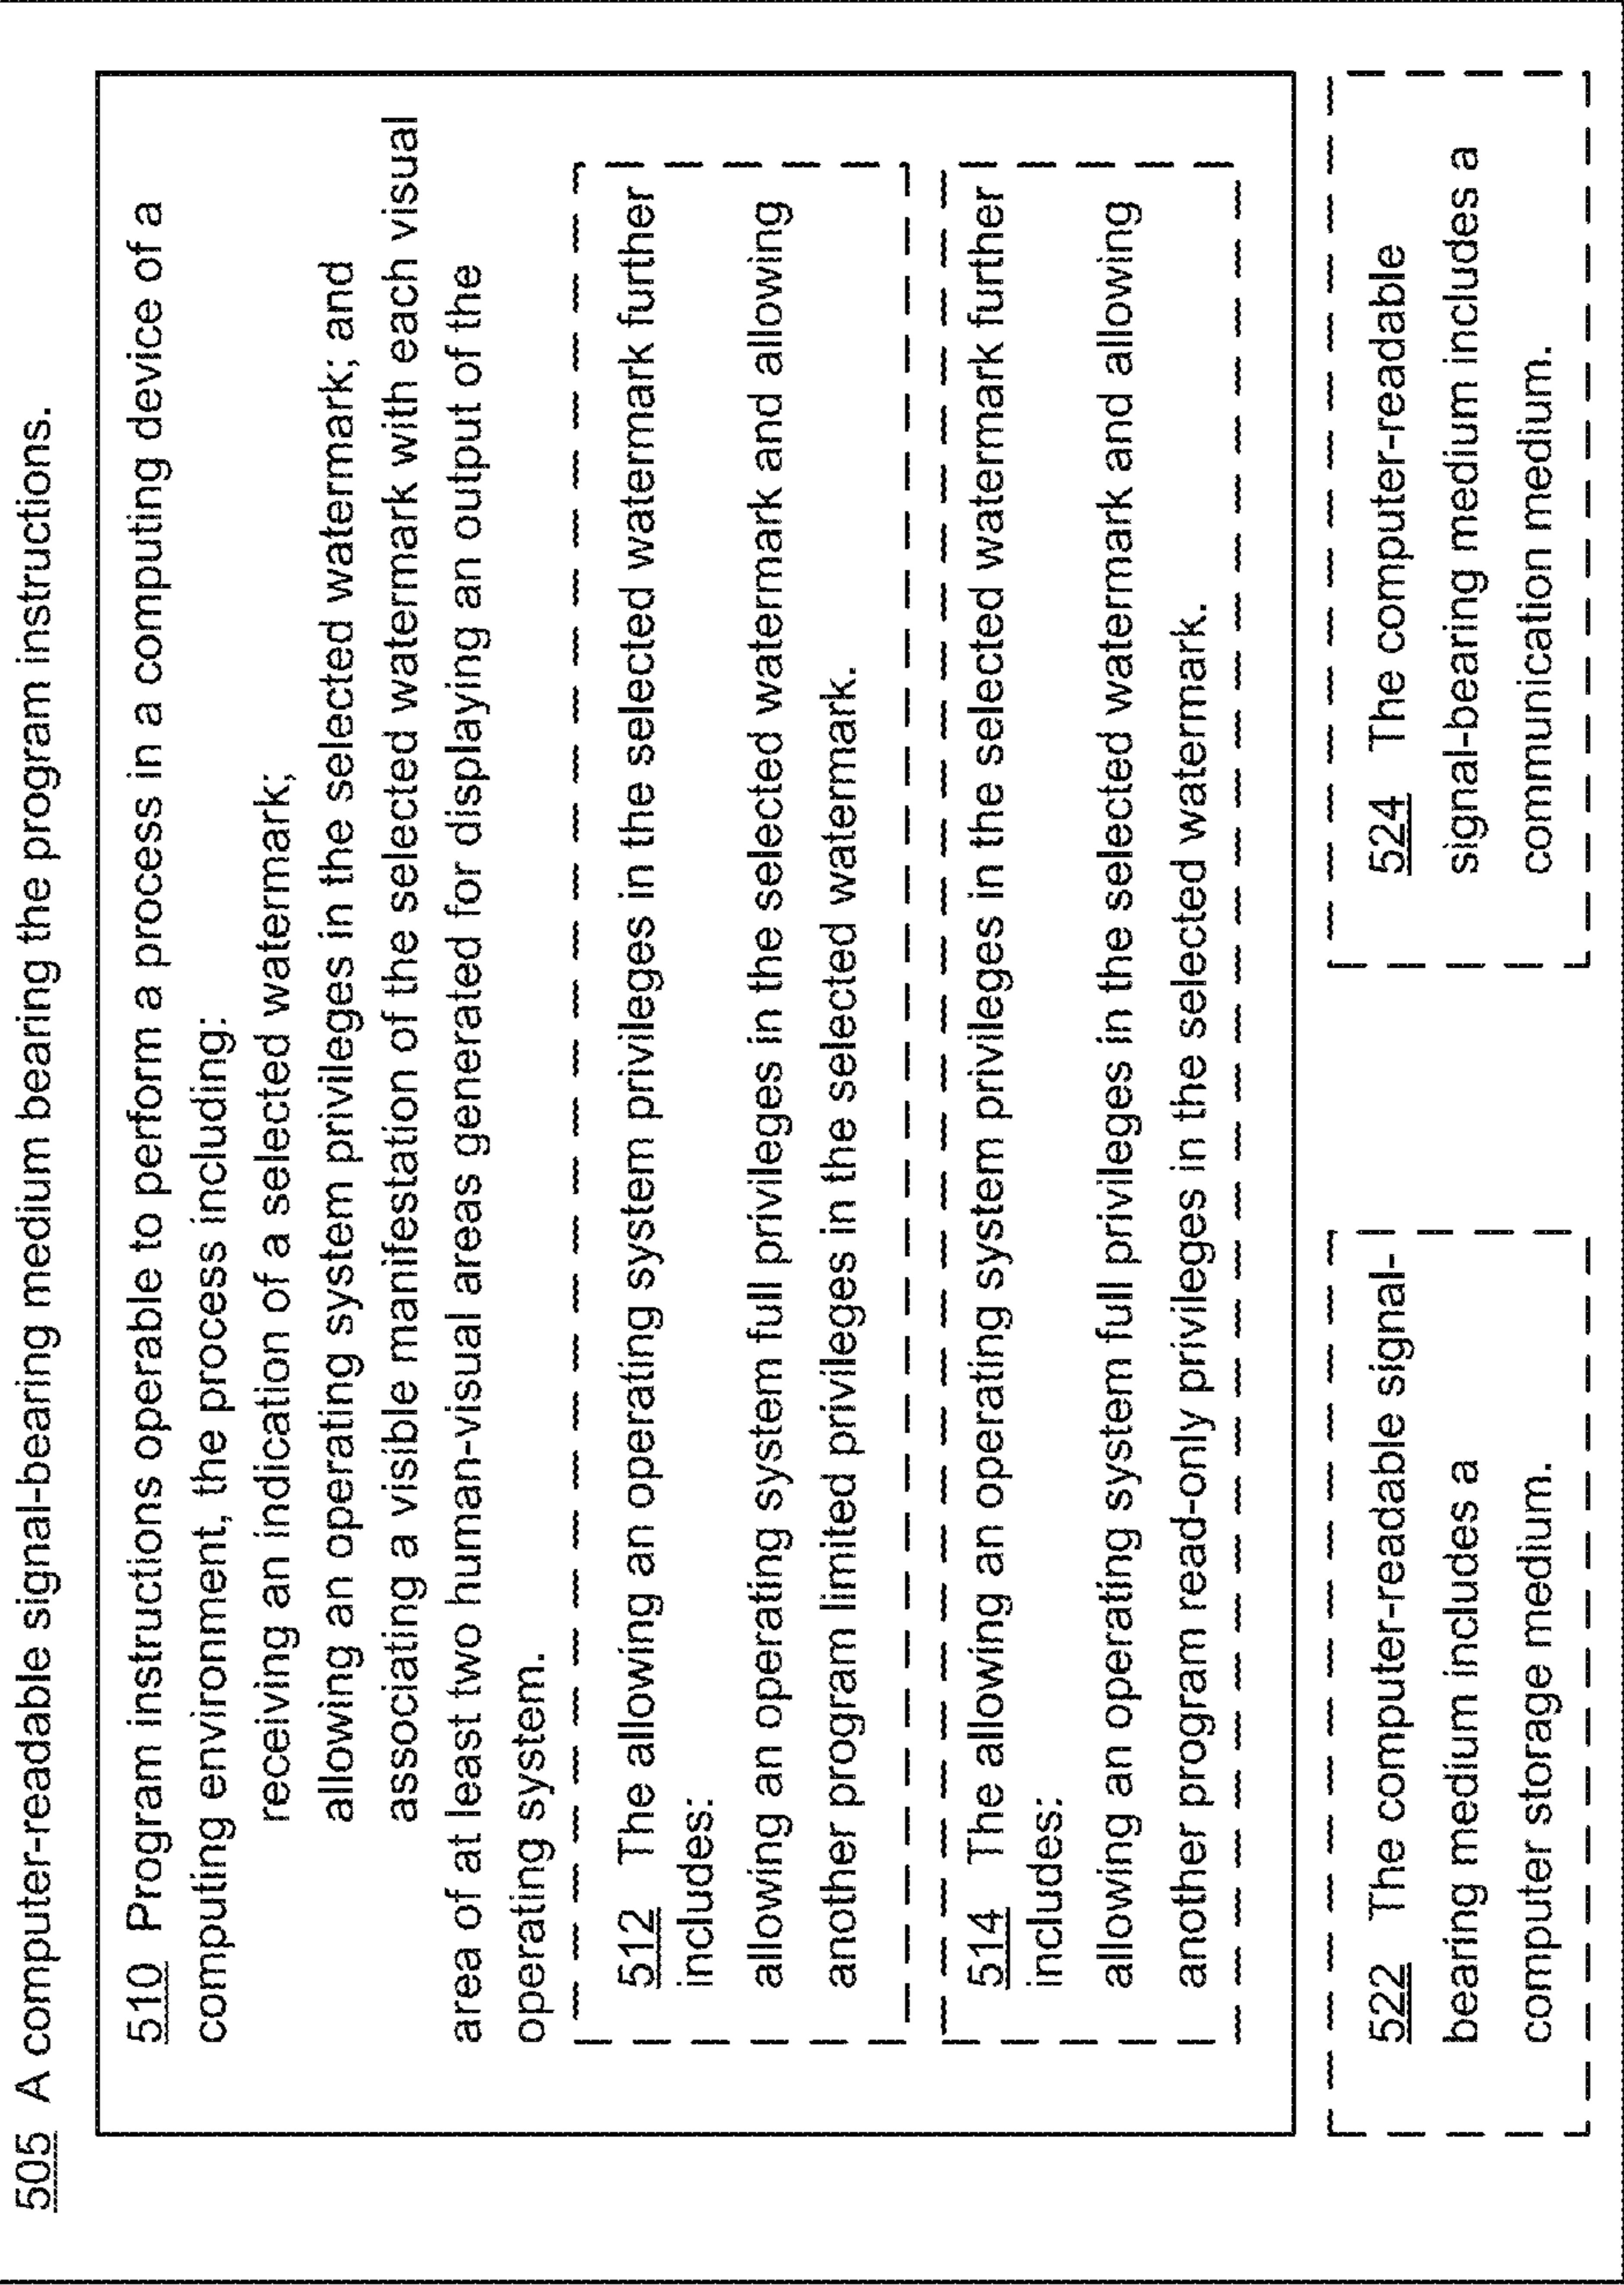 505 A computer-readable signal-bearing medium bearing the program instructions.
510 Program instructions operable to perform a process in a computing device of a
computing environment, the process including:
receiving an indication of a selected watermark;
allowing an operating system privileges in the selected watermark; and
associating a visible manifestation of the selected watermark with each visual
area of at least two human-visual areas generated for displaying an output of the
operating system.
512 The allowing an operating system privileges in the selected watermark further
includes:
allowing an operating system full privileges in the selected watermark and allowing
another program limited privileges in the selected watermark.
514 The allowing an operating system privileges in the selected watermark further
includes:
allowing an operating system full privileges in the selected watermark and allowing
another program read-only privileges in the selected watermark.
522 The computer-readable signal-
bearing medium includes a
computer storage medium.
524 The computer-readable
signal-bearing medium includes a
communication medium.